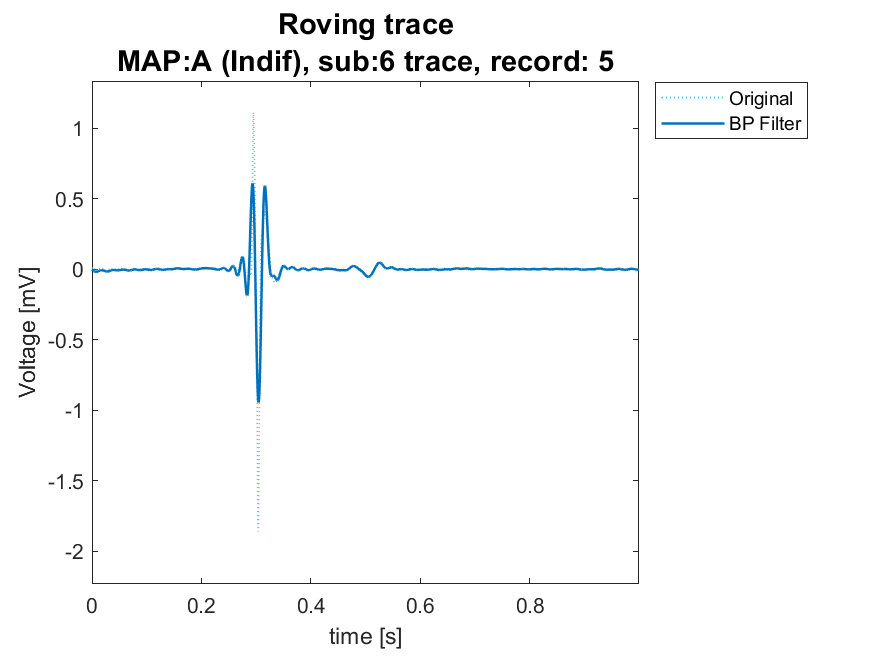 Roving trace
MAP:A (Indif), sub:6 trace, record: 5
Original
BP Filter
1
0.5
0
-0.5
-1
-1.5
-2
Voltage [mV]
0
0.2
0.4
0.6
0.8
time [s]